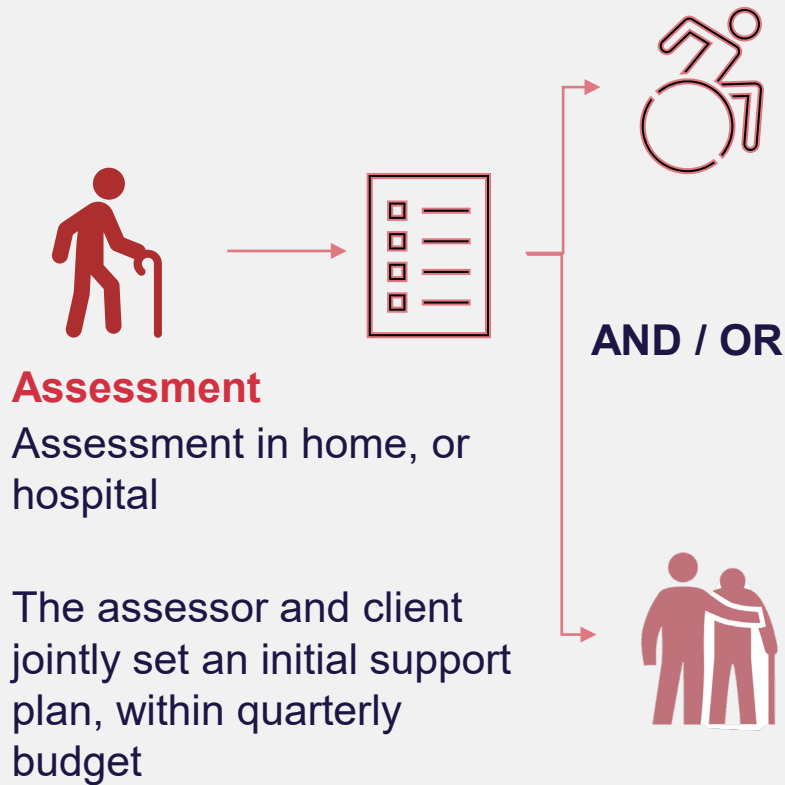 AND / OR
Assessment
Assessment in home, or
hospital
The assessor and client
jointly set an initial support
plan, within quarterly
budget